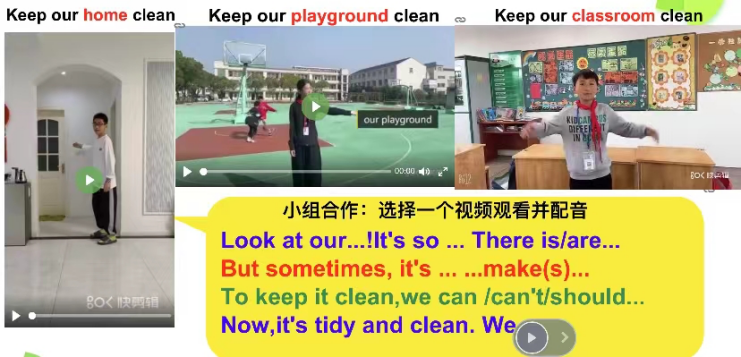 Keep our home clean
Keep our playground clean
Keep our classroom clean
our playground
00:00
快剪辑
小组合作：选择一个视频观看并配音
Look at our...!It's so ... There is/are...
But sometimes, it's ... ...make(s)...
To keep it clean,we can /can't/should...
Now,it's tidy and clean. We